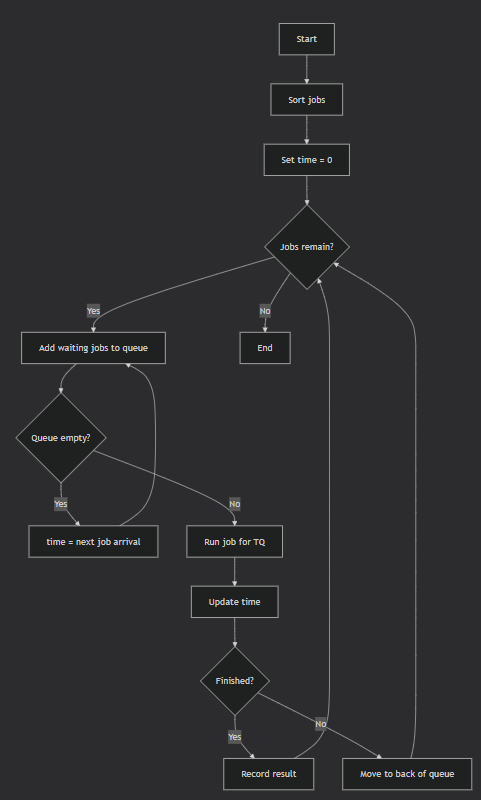 Start
Sort jobs
Set time = 0
Jobs remain?
Yes
No
Add waiting jobs to queue
End
Queue empty?
Yes
No
time = next job arrival
Run job for TQ
Update time
Finished?
No
Yes
Record result
Move to back of queue